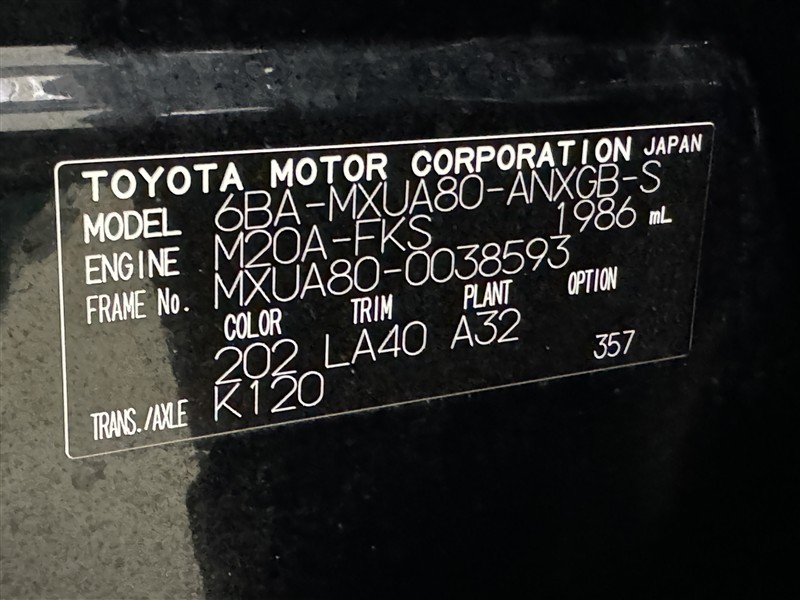 TOYOTA MOTOR CORPORATION JAPAN
MODEL 6BA-MXUA80-ANXGB-S
ENGINE M20A-FKS 1986 mL
FRAME No. MXUA80-0038593
COLOR TRIM PLANT OPTION
202 LA40 A32 357
TRANS./AXLE K120